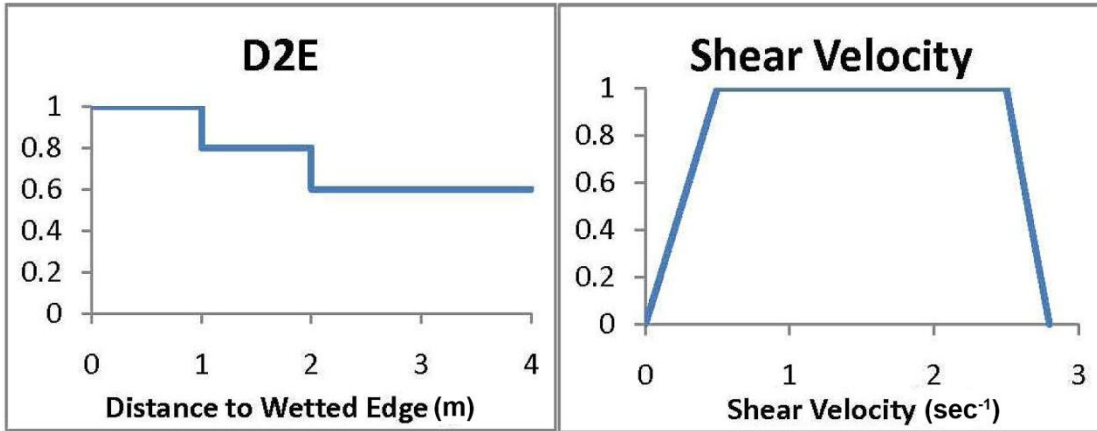 D2E
1
0.8
0.6
0.4
0.2
0
0 1 2 3 4
Distance to Wetted Edge (m)
Shear Velocity
1
0.8
0.6
0.4
0.2
0
0 1 2 3
Shear Velocity (sec⁻¹)